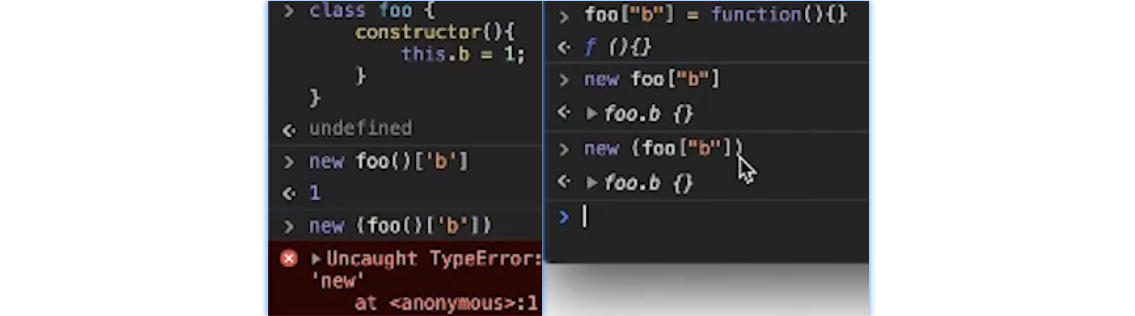 > class foo {
constructor(){
this.b = 1;
}
}
<· undefined
> new foo()['b']
<· 1
> new (foo()['b'])
▶Uncaught TypeError:
'new'
at <anonymous>:1
> foo["b"] = function(){}
<· ƒ (){}
> new foo["b"]
<· ▶foo.b {}
> new (foo["b"])
<· ▶foo.b {}
>